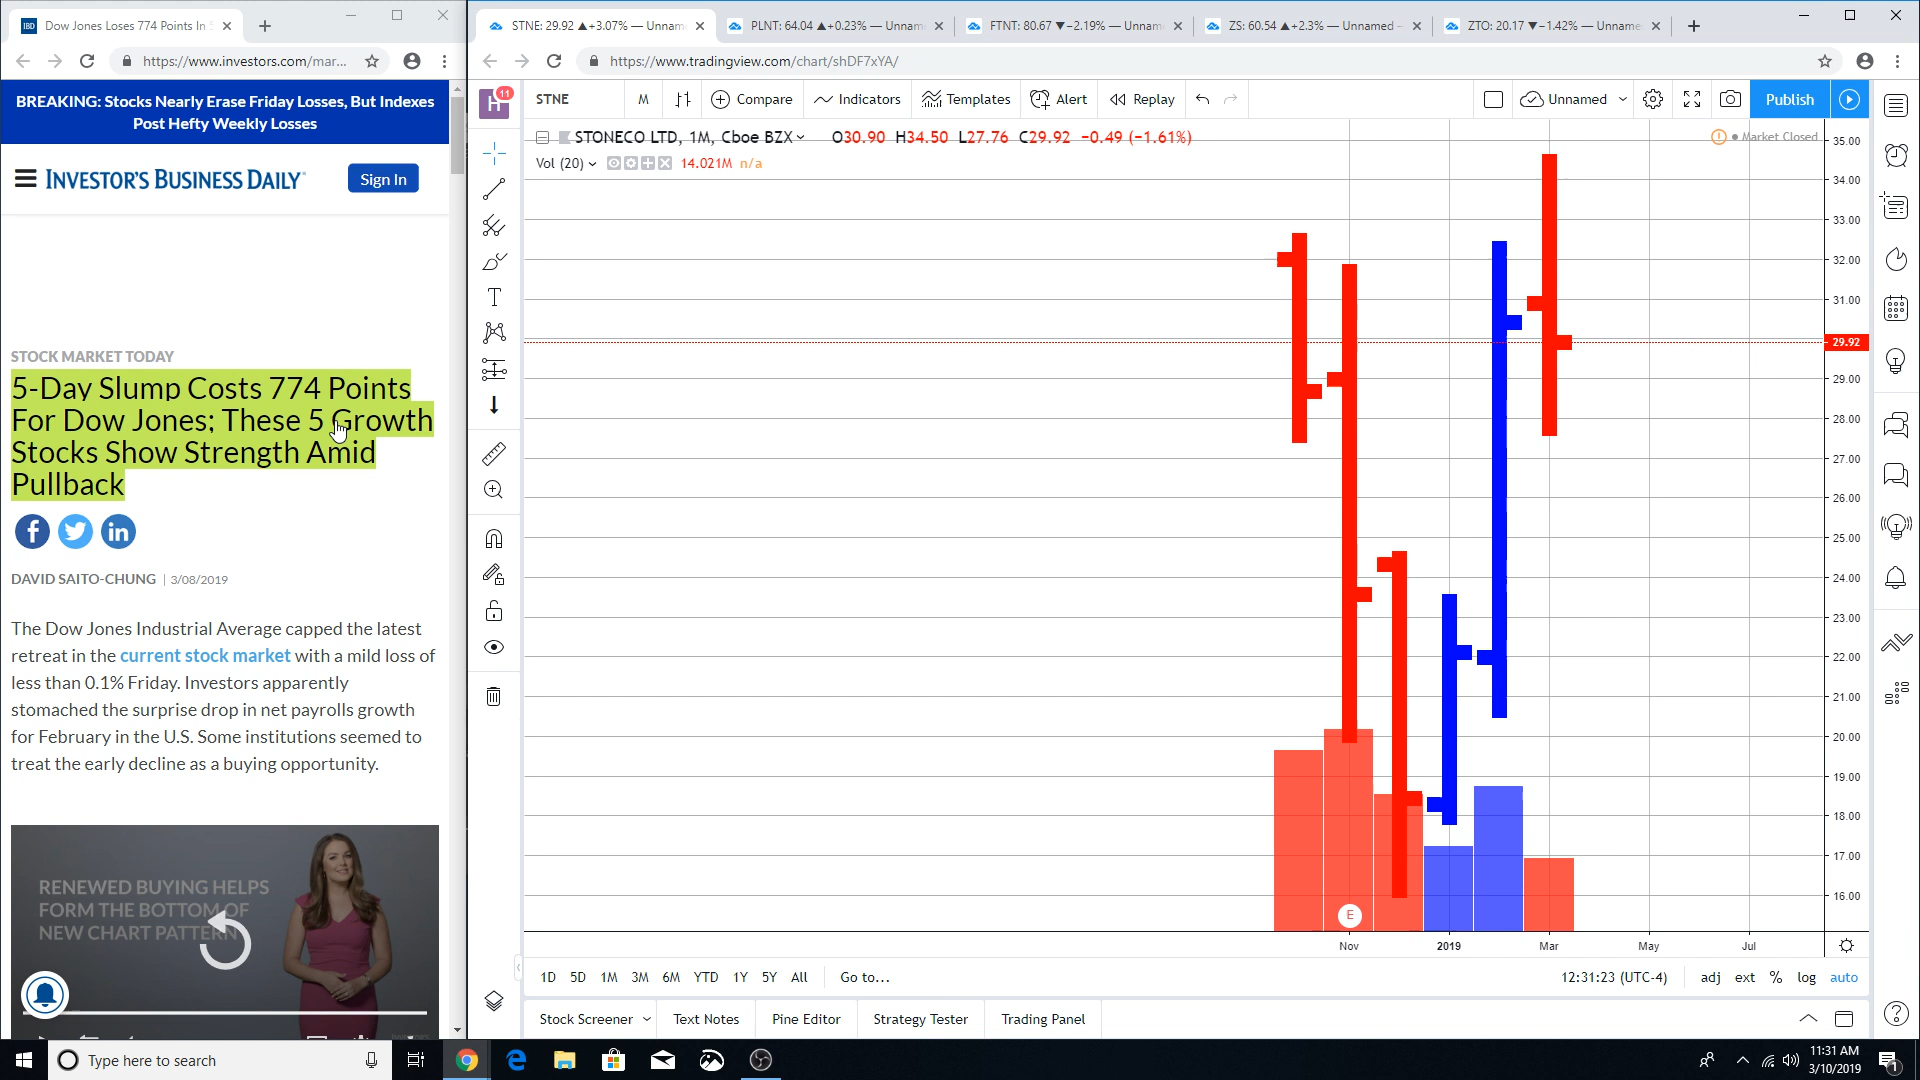 Dow Jones Loses 774 Points In 5
https://www.investors.com/mar...
BREAKING: Stocks Nearly Erase Friday Losses, But Indexes
Post Hefty Weekly Losses
INVESTOR'S BUSINESS DAILY
Sign In
STOCK MARKET TODAY
5-Day Slump Costs 774 Points
For Dow Jones; These 5 Growth
Stocks Show Strength Amid
Pullback
DAVID SAITO-CHUNG | 3/08/2019
The Dow Jones Industrial Average capped the latest
retreat in the current stock market with a mild loss of
less than 0.1% Friday. Investors apparently
stomached the surprise drop in net payrolls growth
for February in the U.S. Some institutions seemed to
treat the early decline as a buying opportunity.
RENEWED BUYING HELPS
FORM THE BOTTOM OF
NEW CHART PATTERN
STNE: 29.92 ▲+3.07% — Unnam
PLNT: 64.04 ▲+0.23% — Unnam
FTNT: 80.67 ▼−2.19% — Unnam
ZS: 60.54 ▲+2.3% — Unnamed -
ZTO: 20.17 ▼−1.42% — Unname
https://www.tradingview.com/chart/shDF7xYA/
H 11
STNE
M
Compare
Indicators
Templates
Alert
Replay
Unnamed
Publish
STONECO LTD, 1M, Cboe BZX
O30.90 H34.50 L27.76 C29.92 −0.49 (−1.61%)
Market Closed
Vol (20)
14.021M n/a
35.00
34.00
33.00
32.00
31.00
29.92
29.00
28.00
27.00
26.00
25.00
24.00
23.00
22.00
21.00
20.00
19.00
18.00
17.00
16.00
E
Nov 2019 Mar May Jul
1D 5D 1M 3M 6M YTD 1Y 5Y All Go to...
12:31:23 (UTC-4) adj ext % log auto
Stock Screener Text Notes Pine Editor Strategy Tester Trading Panel
Type here to search
11:31 AM
3/10/2019
1